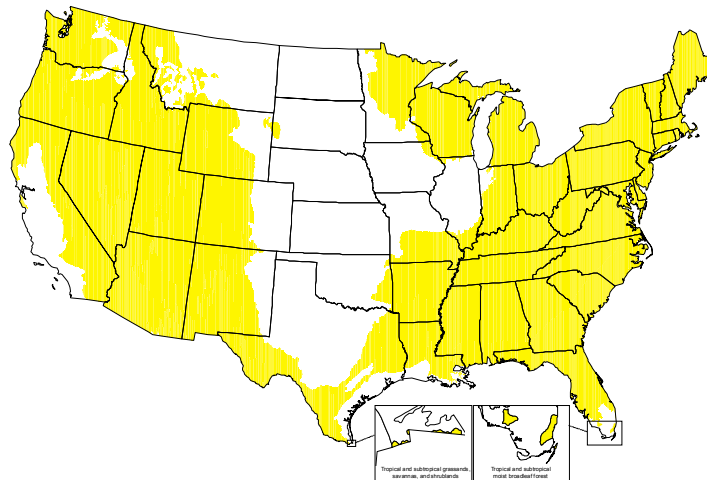 Tropical and subtropical grasslands,
savannas, and shrublands
Tropical and subtropical
moist broadleaf forest